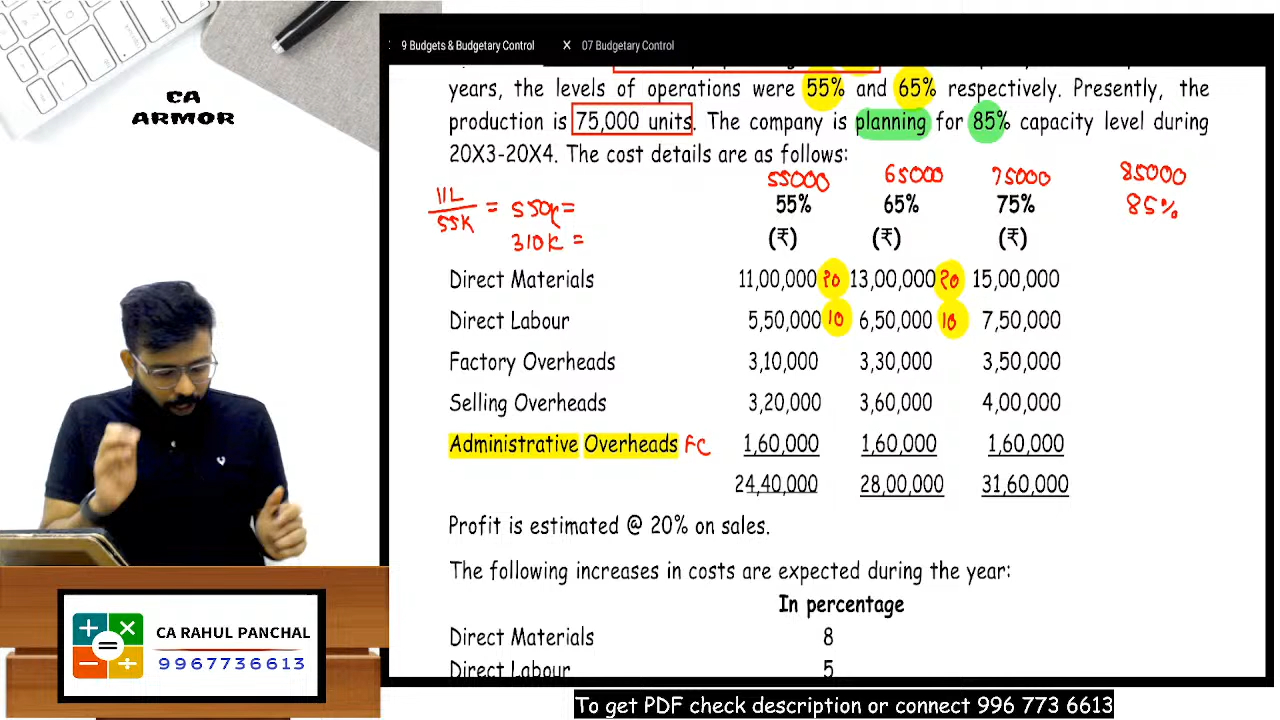 9 Budgets & Budgetary Control × 07 Budgetary Control
CA
ARMOR
years, the levels of operations were 55% and 65% respectively. Presently, the
production is 75,000 units. The company is planning for 85% capacity level during
20X3-20X4. The cost details are as follows:
55000 65000 75000 85000
11L/55K = 550K= 55% 65% 75% 85%
310K = (₹) (₹) (₹)
Direct Materials 11,00,000 20 13,00,000 20 15,00,000
Direct Labour 5,50,000 10 6,50,000 10 7,50,000
Factory Overheads 3,10,000 3,30,000 3,50,000
Selling Overheads 3,20,000 3,60,000 4,00,000
Administrative Overheads FC 1,60,000 1,60,000 1,60,000
24,40,000 28,00,000 31,60,000
Profit is estimated @ 20% on sales.
The following increases in costs are expected during the year:
In percentage
Direct Materials 8
Direct Labour 5
CA RAHUL PANCHAL
9967736613
To get PDF check description or connect 996 773 6613